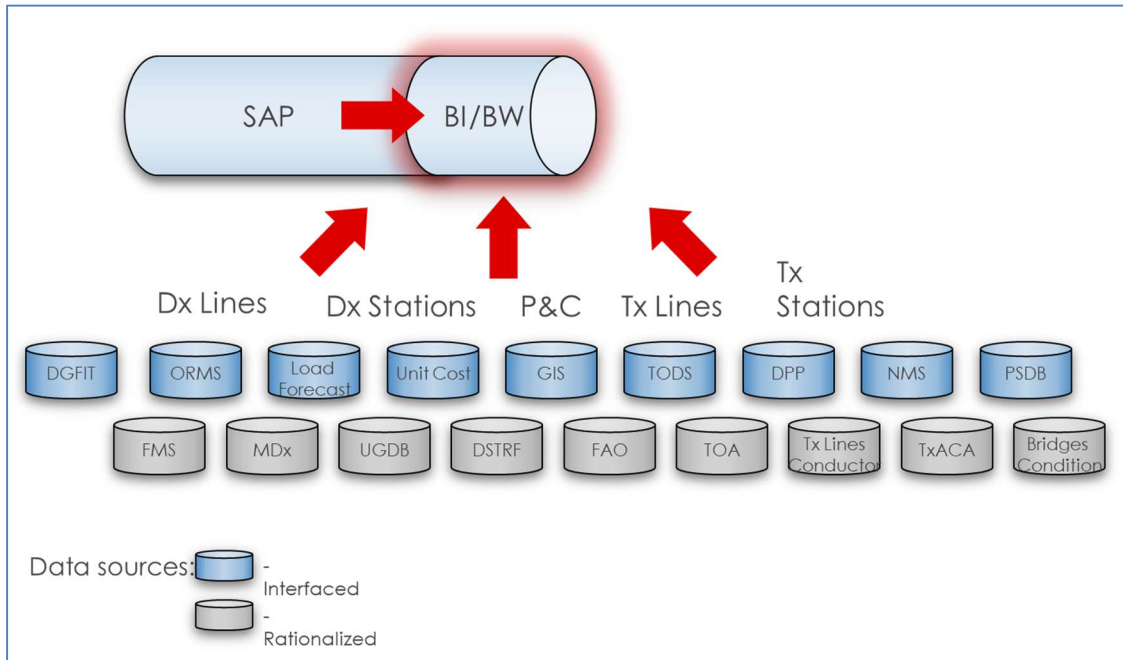 SAP
BI/BW
Dx Lines
Dx Stations
P&C
Tx Lines
Tx
Stations
DGFIT
ORMS
Load
Forecast
Unit Cost
GIS
TODS
DPP
NMS
PSDB
FMS
MDx
UGDB
DSTRF
FAO
TOA
Tx Lines
Conductor
TxACA
Bridges
Condition
Data sources:
-
Interfaced
-
Rationalized